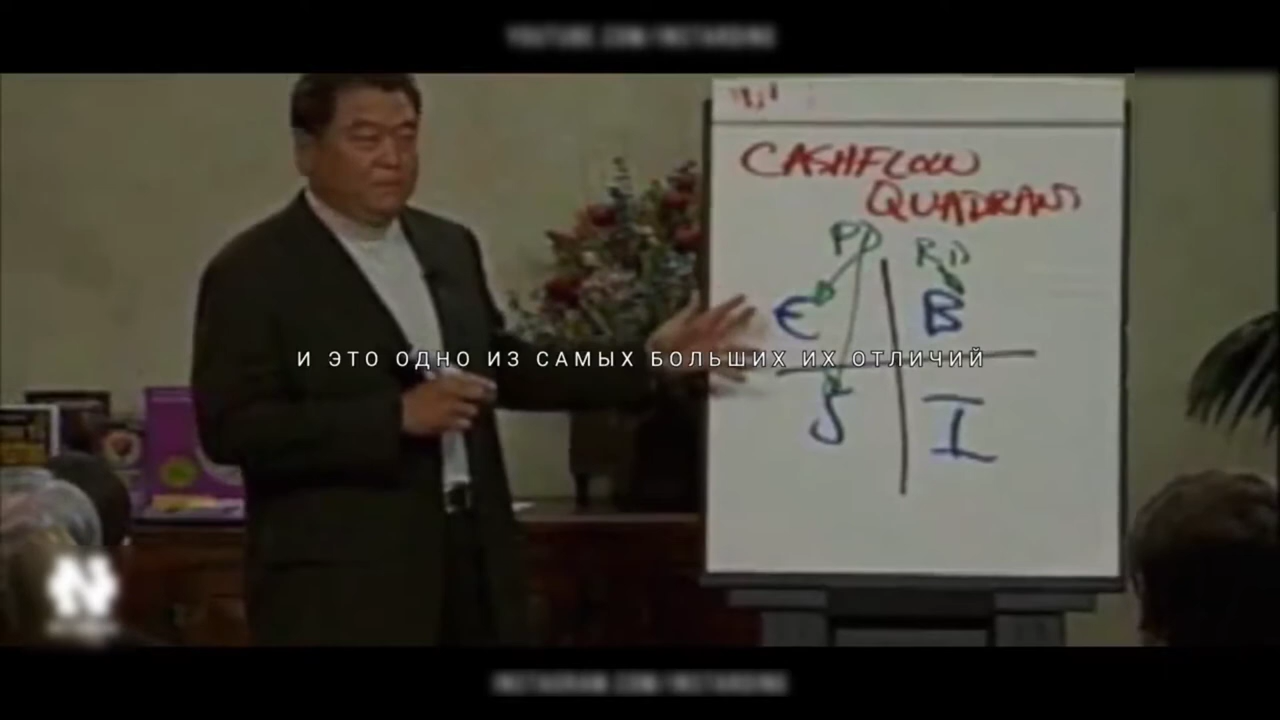 CASHFLOW
QUADRANT
PD
RD
E
B
И ЭТО ОДНО ИЗ САМЫХ БОЛЬШИХ ИХ ОТЛИЧИЙ
S
I